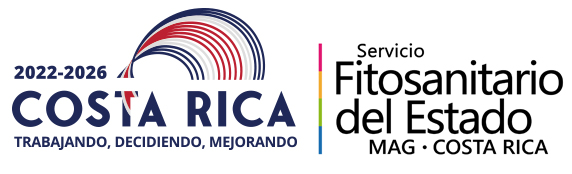 2022-2026
COSTA RICA
TRABAJANDO, DECIDIENDO, MEJORANDO
Servicio
Fitosanitario
del Estado
MAG · COSTA RICA